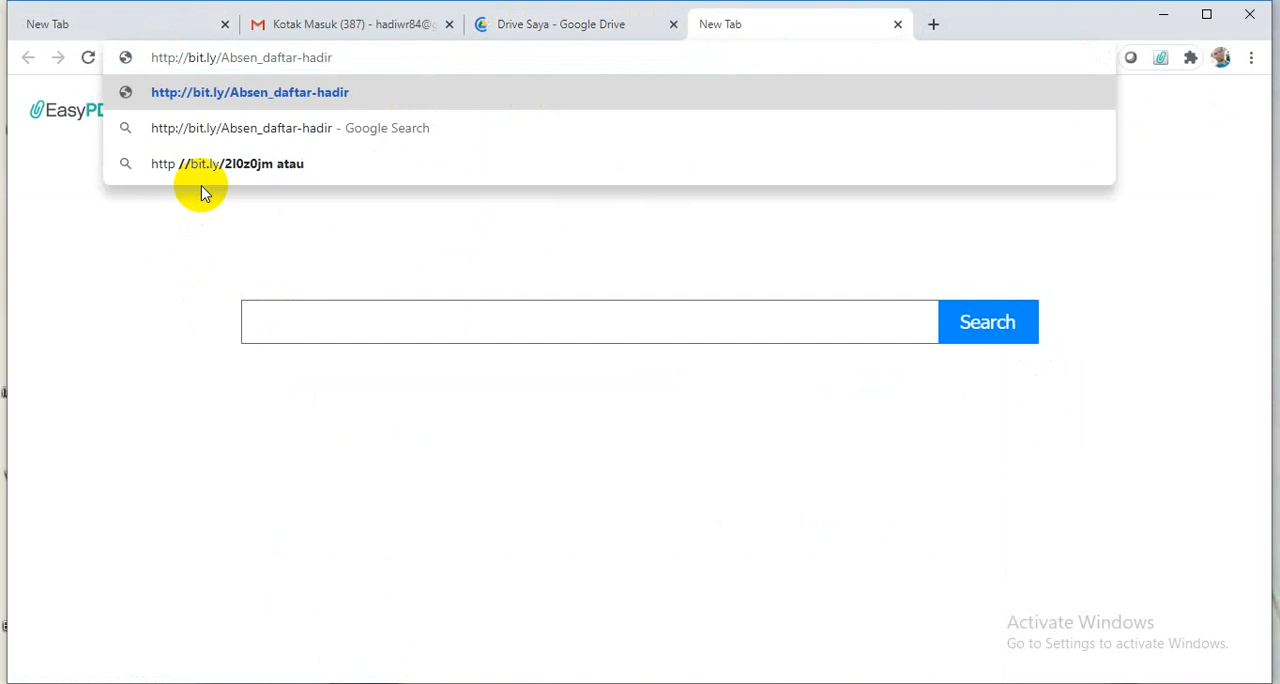 New Tab
Kotak Masuk (387) - hadiwr84@g
Drive Saya - Google Drive
New Tab
http://bit.ly/Absen_daftar-hadir
http://bit.ly/Absen_daftar-hadir
EasyPD
http://bit.ly/Absen_daftar-hadir - Google Search
http //bit.ly/2l0z0jm atau
Search
Activate Windows
Go to Settings to activate Windows.